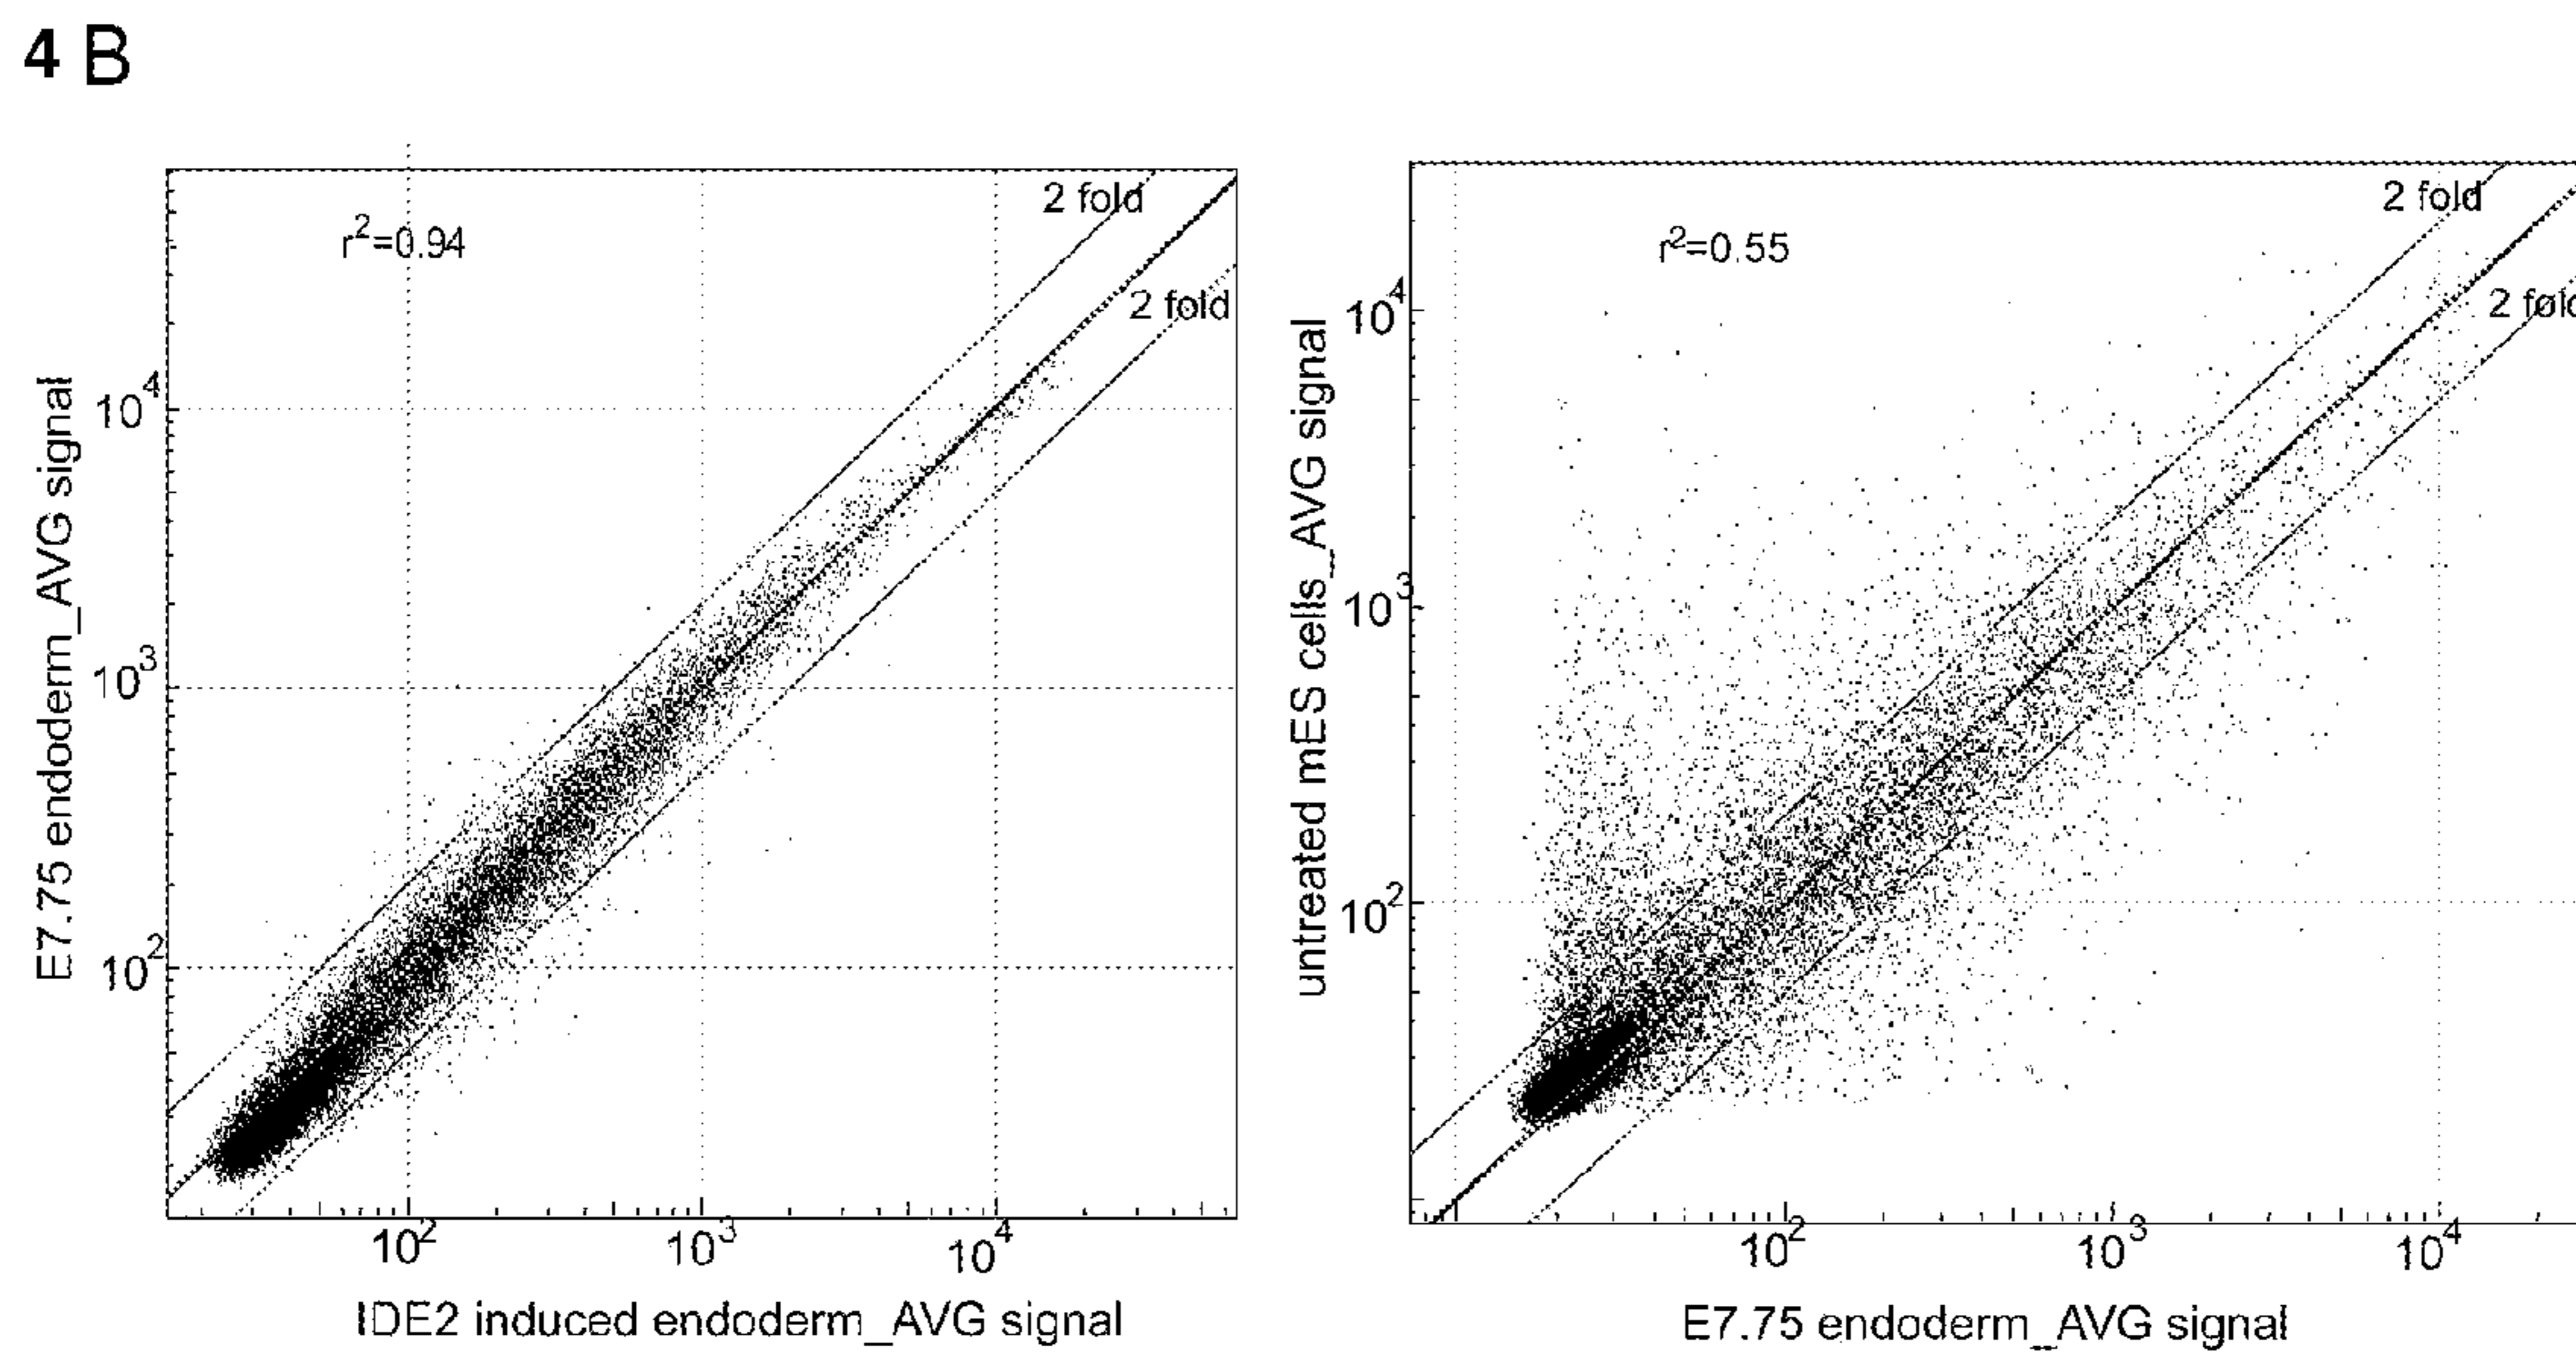 4 B
r²=0.94
2 fold
2 fold
E7.75 endoderm_AVG signal
10⁴
10³
10²
10²
10³
10⁴
IDE2 induced endoderm_AVG signal
r²=0.55
2 fold
2 fold
untreated mES cells_AVG signal
10⁴
10³
10²
10²
10³
10⁴
E7.75 endoderm_AVG signal